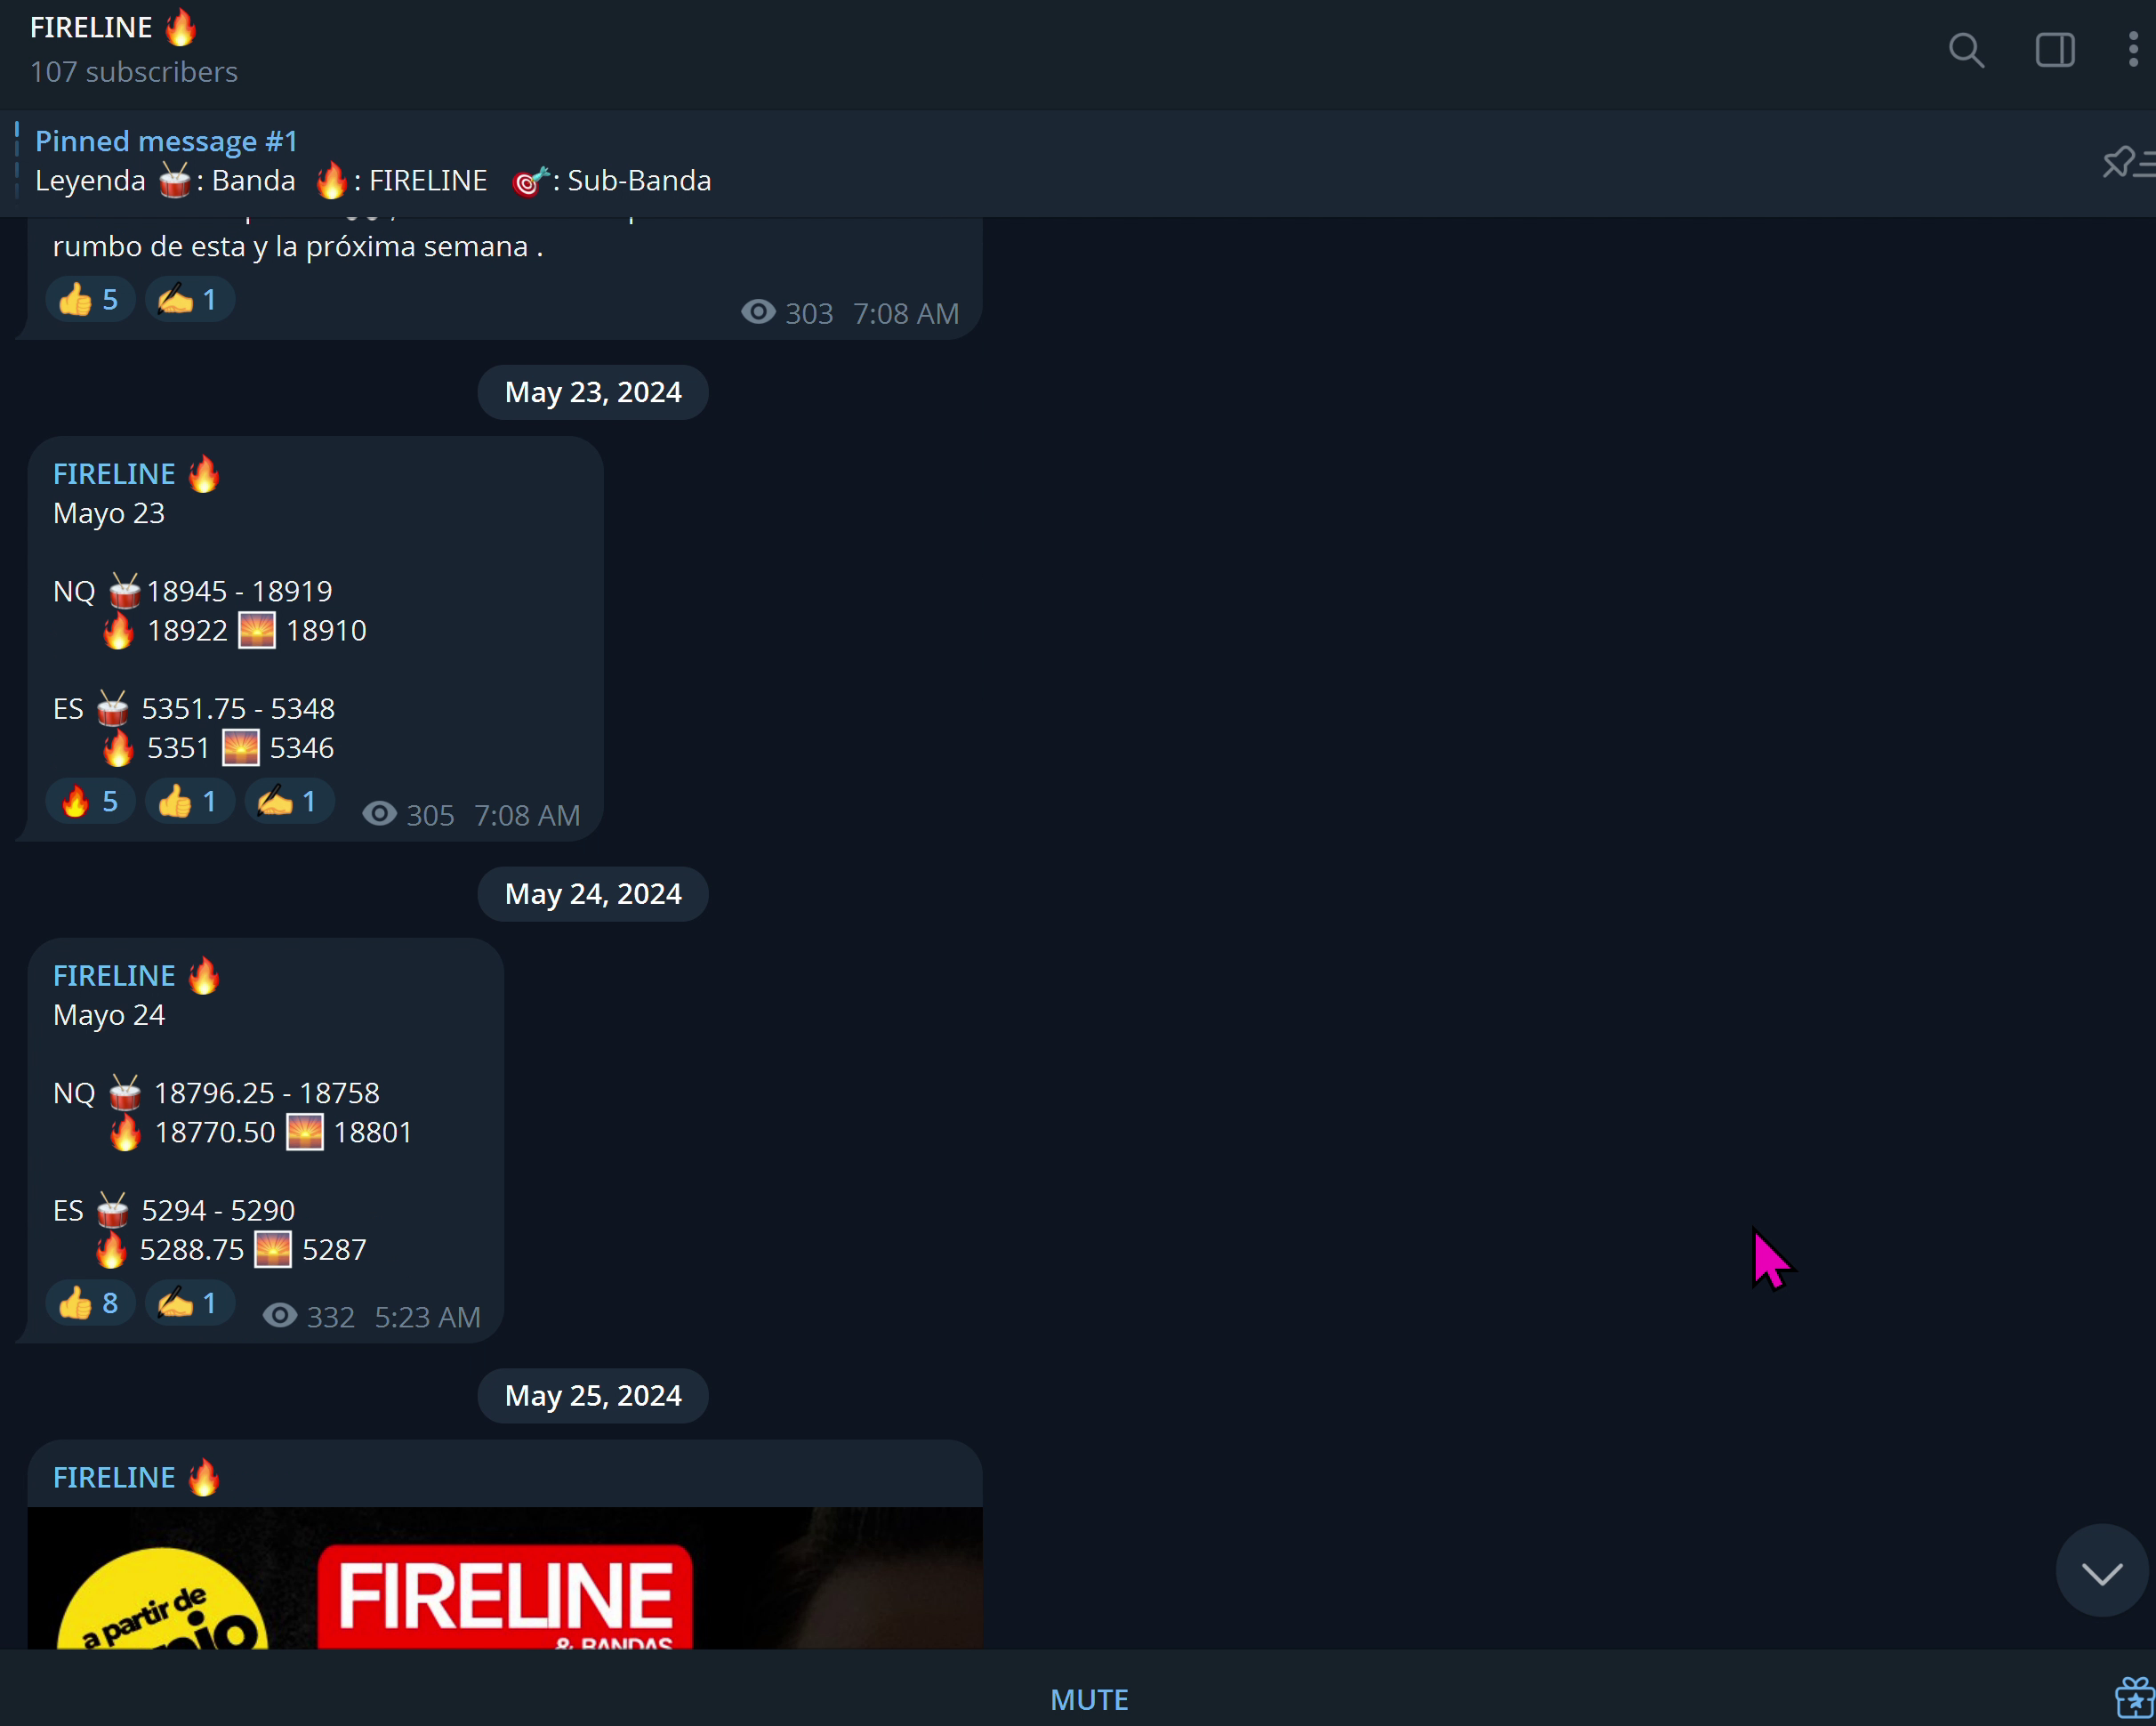 FIRELINE 🔥
107 subscribers
Pinned message #1
Leyenda 🥁: Banda 🔥: FIRELINE 🎯: Sub-Banda
rumbo de esta y la próxima semana .
👍 5 ✍ 1 303 7:08 AM
May 23, 2024
FIRELINE 🔥
Mayo 23
NQ 🥁18945 - 18919
🔥 18922 🌅 18910
ES 🥁 5351.75 - 5348
🔥 5351 🌅 5346
🔥 5 👍 1 ✍ 1 305 7:08 AM
May 24, 2024
FIRELINE 🔥
Mayo 24
NQ 🥁 18796.25 - 18758
🔥 18770.50 🌅 18801
ES 🥁 5294 - 5290
🔥 5288.75 🌅 5287
👍 8 ✍ 1 332 5:23 AM
May 25, 2024
FIRELINE 🔥
a partir de
FIRELINE
& BANDAS
MUTE